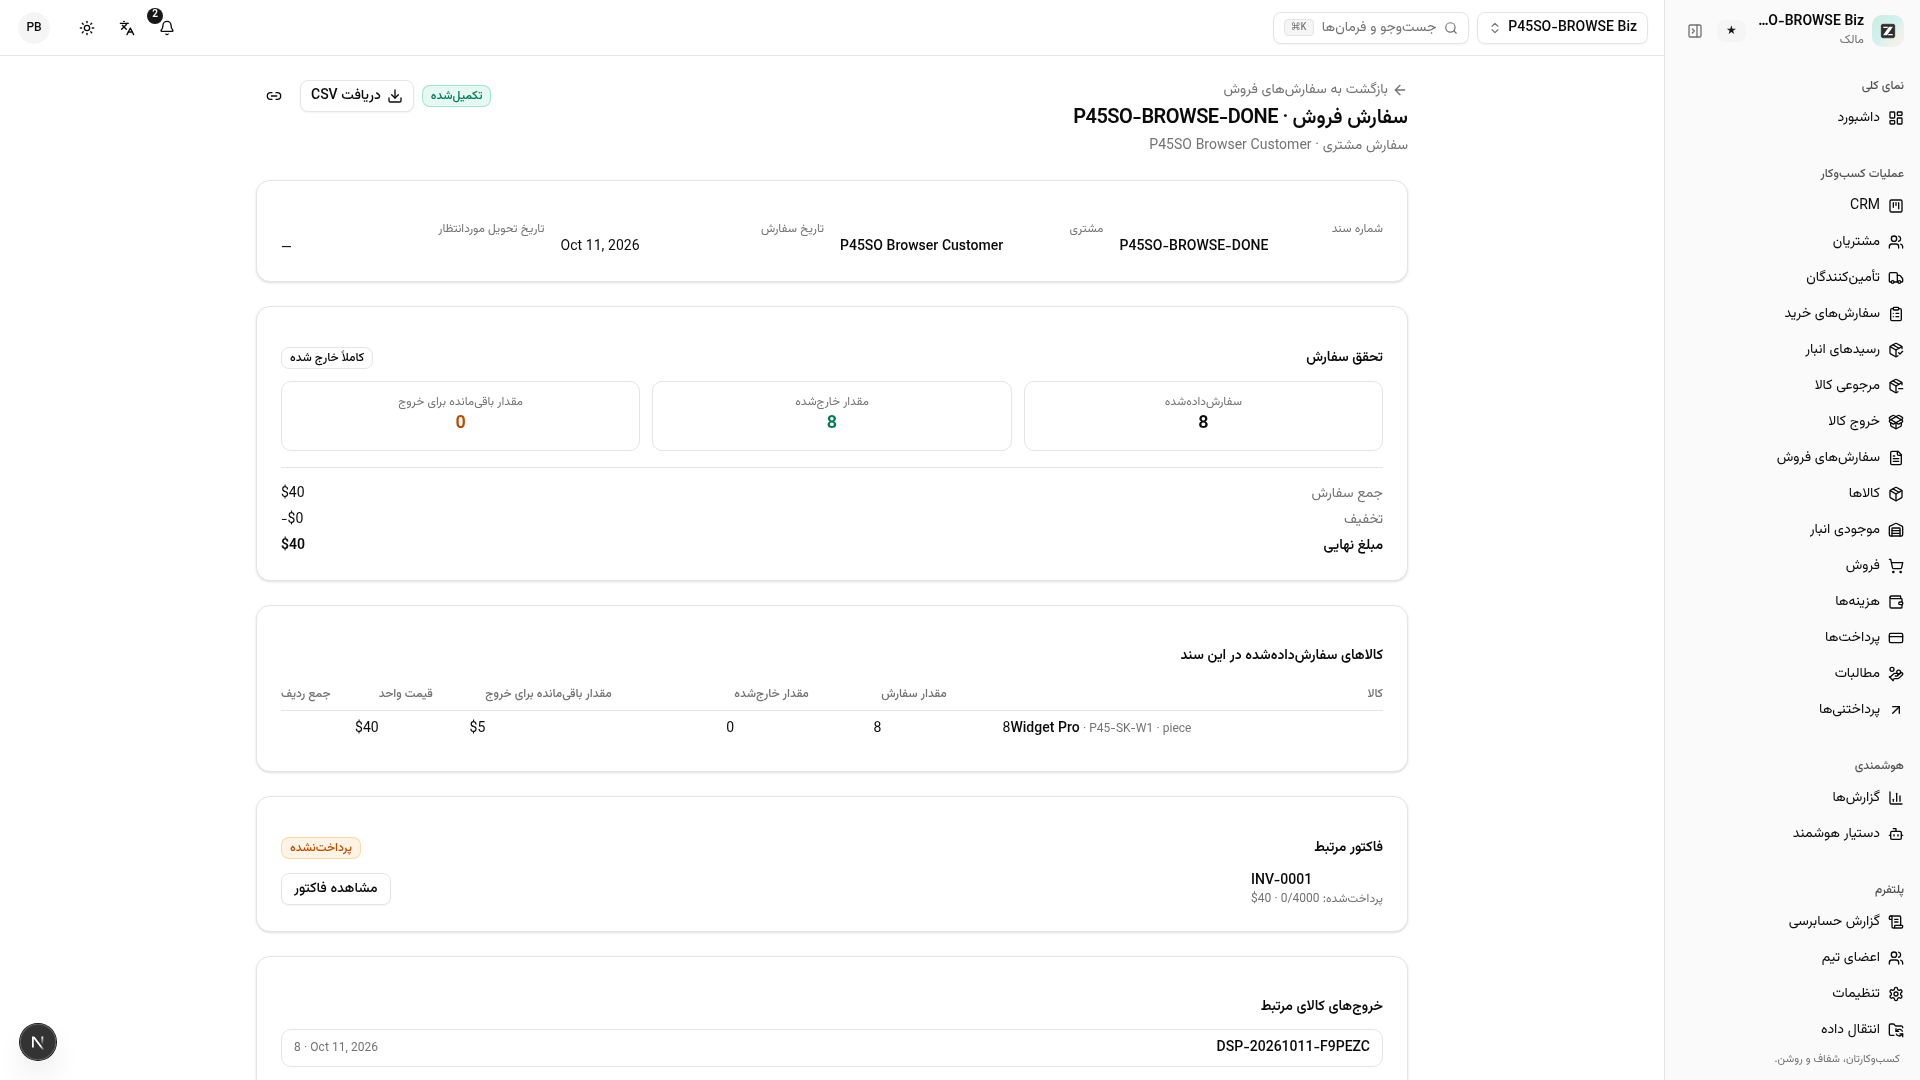 P45SO-BROWSE Biz
جست‌وجو و فرمان‌ها
⌘K
2
PB
...O-BROWSE Biz
مالک
نمای کلی
داشبورد
عملیات کسب‌وکار
CRM
مشتریان
تأمین‌کنندگان
سفارش‌های خرید
رسیدهای انبار
مرجوعی کالا
خروج کالا
سفارش‌های فروش
کالاها
موجودی انبار
فروش
هزینه‌ها
پرداخت‌ها
مطالبات
پرداختنی‌ها
هوشمندی
گزارش‌ها
دستیار هوشمند
پلتفرم
گزارش حسابرسی
اعضای تیم
تنظیمات
انتقال داده
کسب‌وکارتان، شفاف و روشن.
بازگشت به سفارش‌های فروش
سفارش فروش · P45SO-BROWSE-DONE
سفارش مشتری · P45SO Browser Customer
تکمیل‌شده
دریافت CSV
شماره سند
P45SO-BROWSE-DONE
مشتری
P45SO Browser Customer
تاریخ سفارش
Oct 11, 2026
تاریخ تحویل موردانتظار
—
تحقق سفارش
کاملاً خارج شده
سفارش‌داده‌شده
8
مقدار خارج‌شده
8
مقدار باقی‌مانده برای خروج
0
جمع سفارش
$40
تخفیف
-$0
مبلغ نهایی
$40
کالاهای سفارش‌داده‌شده در این سند
کالا مقدار سفارش مقدار خارج‌شده مقدار باقی‌مانده برای خروج قیمت واحد جمع ردیف
Widget Pro · P45-SK-W1 · piece 8 8 0 $5 $40
فاکتور مرتبط
پرداخت‌نشده
INV-0001
پرداخت‌شده: 0/4000 · $40
مشاهده فاکتور
خروج‌های کالای مرتبط
DSP-20261011-F9PEZC
8 · Oct 11, 2026